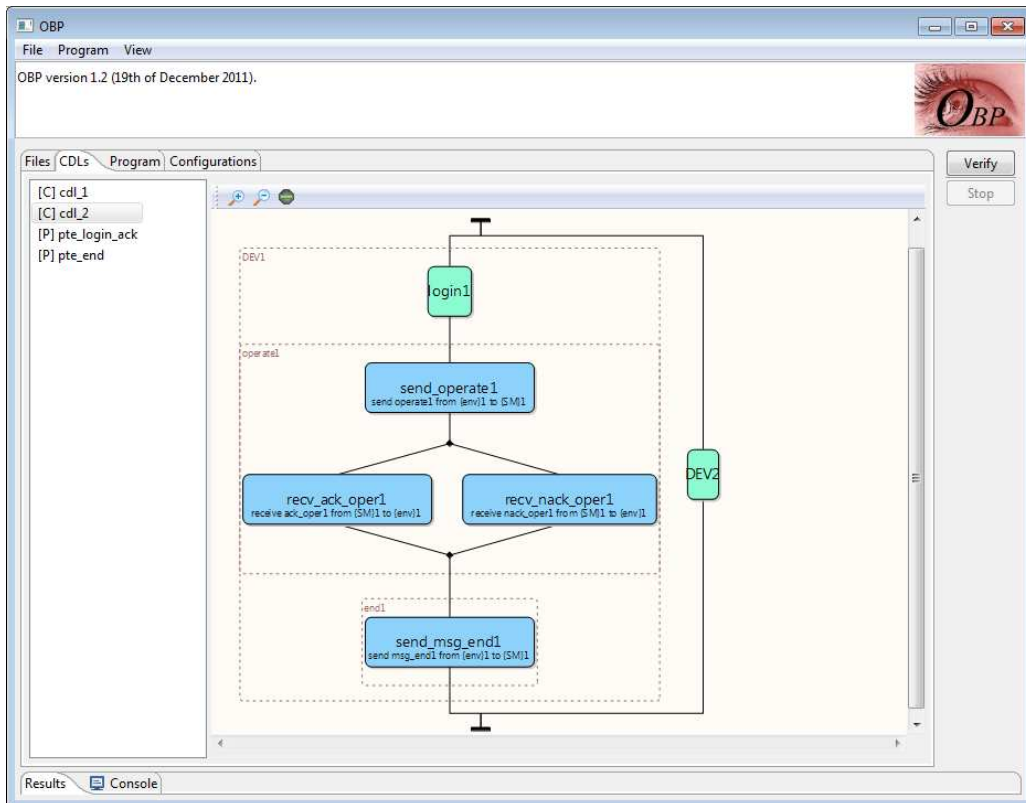 OBP
File Program View
OBP version 1.2 (19th of December 2011).
OBP
Files CDLs Program Configurations
Verify
Stop
[C] cdl_1
[C] cdl_2
[P] pte_login_ack
[P] pte_end
DEV1
login1
operate1
send_operate1
send operate1 from {env}1 to {SM}1
DEV2
recv_ack_oper1
receive ack_oper1 from {SM}1 to {env}1
recv_nack_oper1
receive nack_oper1 from {SM}1 to {env}1
end1
send_msg_end1
send msg_end1 from {env}1 to {SM}1
Results Console